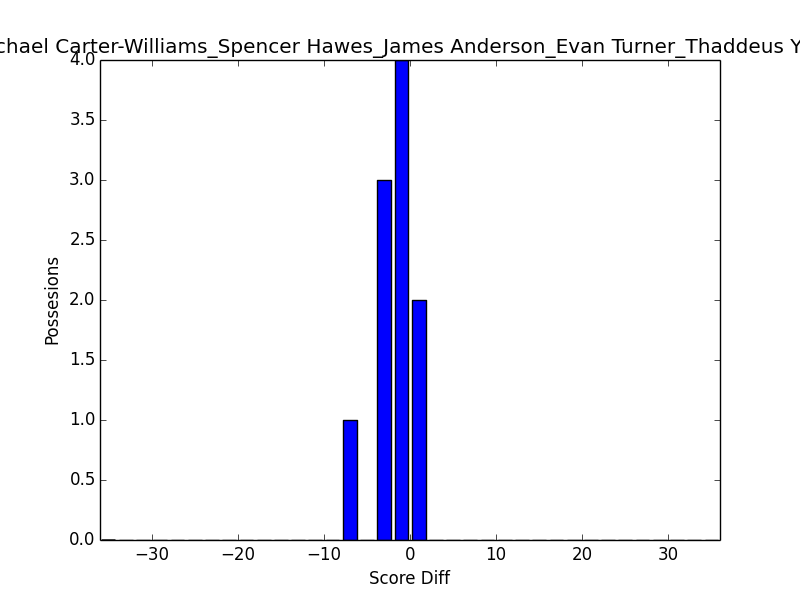 chael Carter-Williams_Spencer Hawes_James Anderson_Evan Turner_Thaddeus Y
4.0
3.5
3.0
2.5
2.0
1.5
1.0
0.5
0.0
Possesions
−30 −20 −10 0 10 20 30
Score Diff